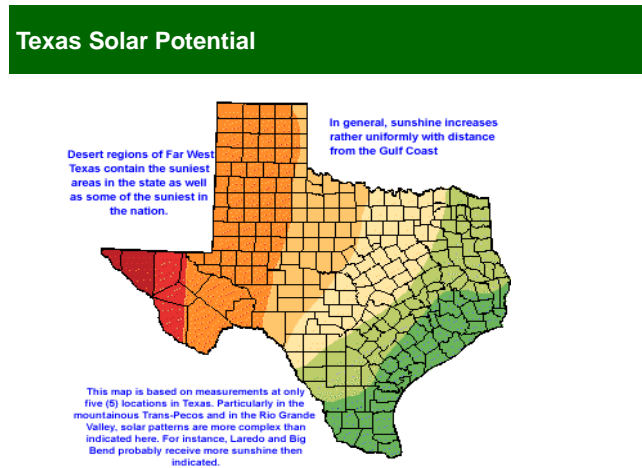 Texas Solar Potential
In general, sunshine increases
rather uniformly with distance
from the Gulf Coast
Desert regions of Far West
Texas contain the suniest
areas in the state as well
as some of the suniest in
the nation.
This map is based on measurements at only
five (5) locations in Texas. Particularly in the
mountainous Trans-Pecos and in the Rio Grande
Valley, solar patterns are more complex than
indicated here. For instance, Laredo and Big
Bend probably receive more sunshine then
indicated.